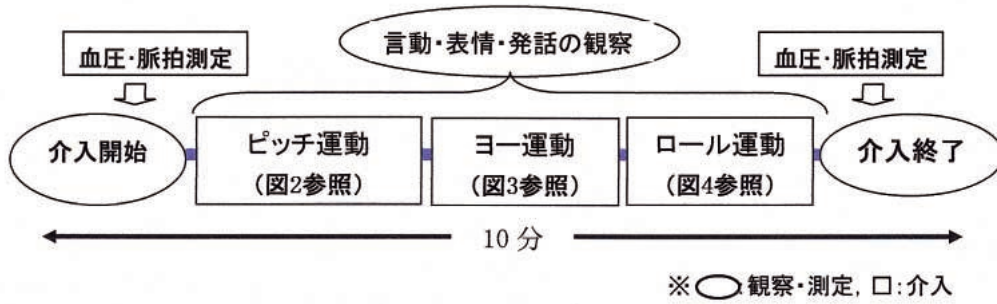 言動・表情・発話の観察
血圧・脈拍測定
血圧・脈拍測定
介入開始
ピッチ運動
(図2参照)
ヨー運動
(図3参照)
ロール運動
(図4参照)
介入終了
10 分
※○:観察・測定, □:介入